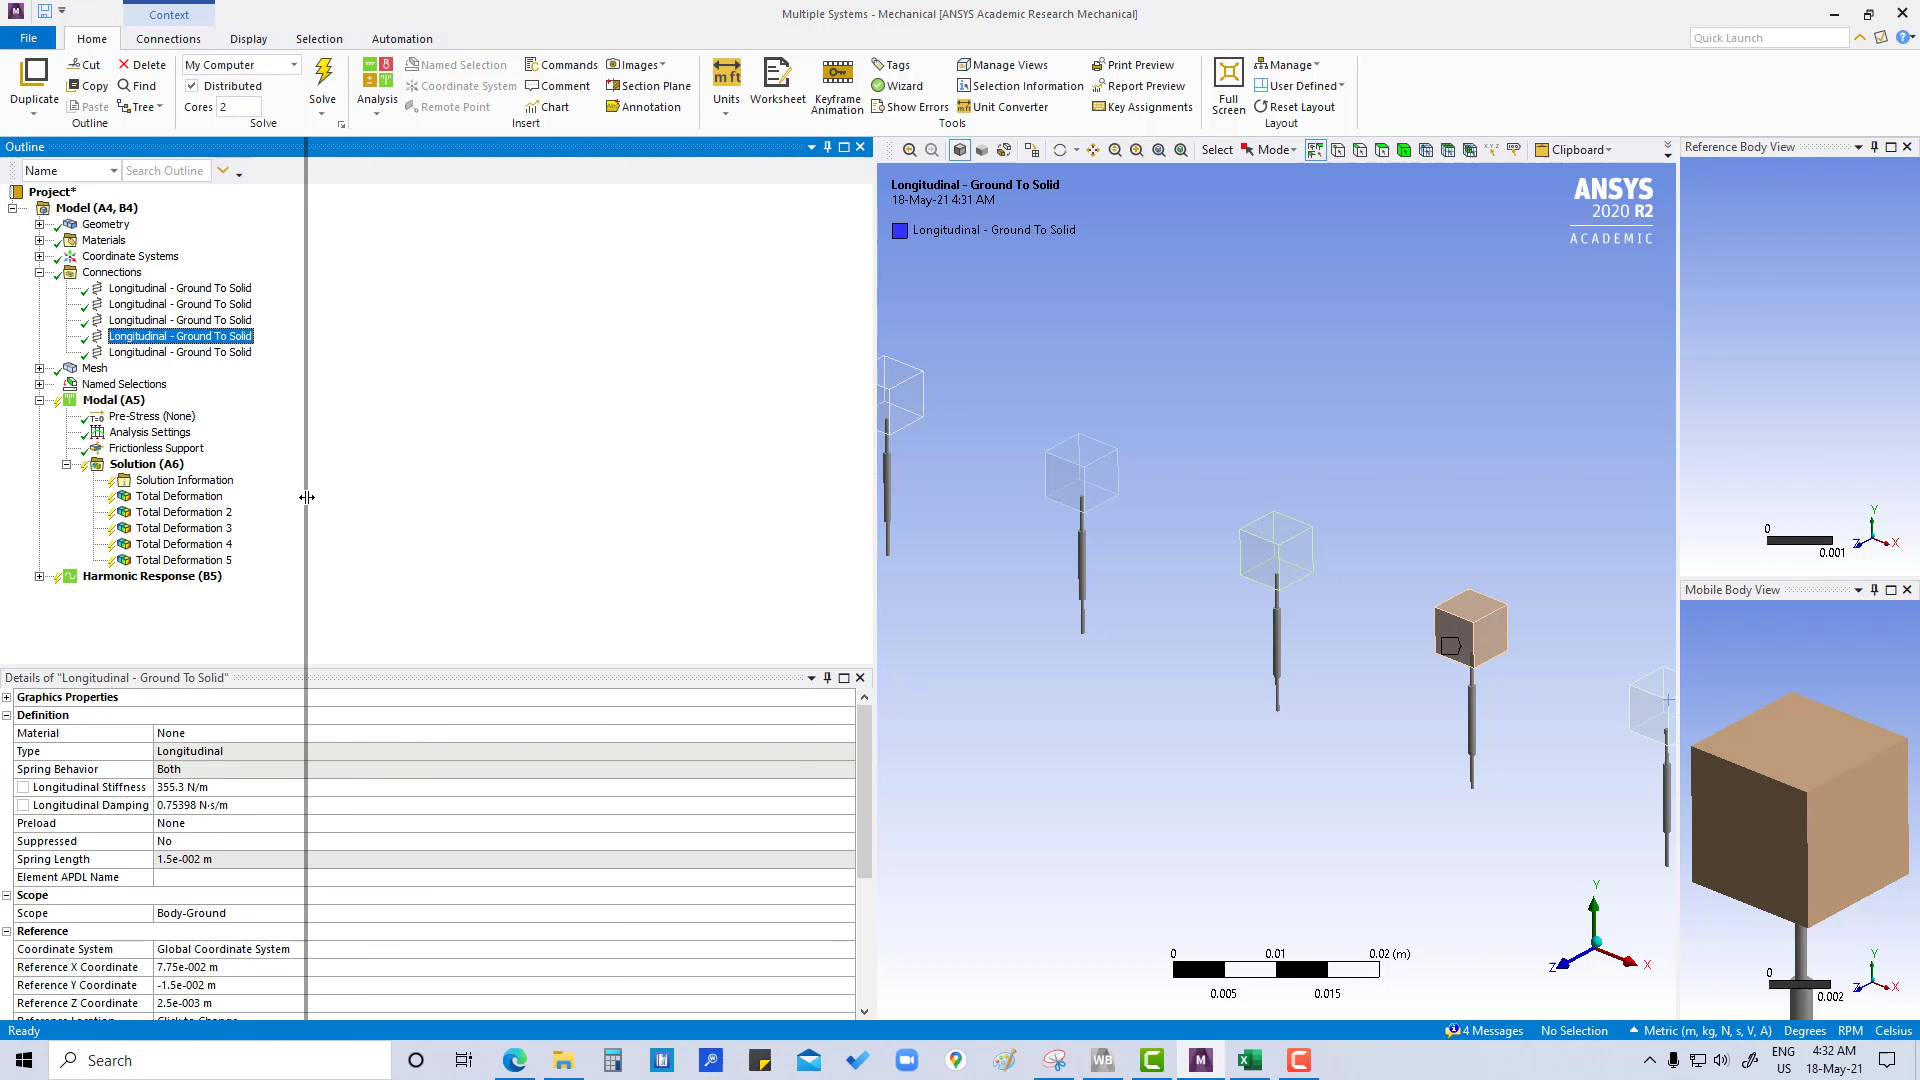 Context
Multiple Systems - Mechanical [ANSYS Academic Research Mechanical]
File
Home
Connections
Display
Selection
Automation
Quick Launch
Duplicate
Cut
Copy
Paste
Delete
Find
Tree
Outline
My Computer
Distributed
Cores 2
Solve
Solve
Analysis
Named Selection
Coordinate System
Remote Point
Commands
Comment
Chart
Images
Section Plane
Annotation
Insert
Units
Worksheet
Keyframe
Animation
Tags
Wizard
Show Errors
Manage Views
Selection Information
Unit Converter
Print Preview
Report Preview
Key Assignments
Tools
Full
Screen
Manage
User Defined
Reset Layout
Layout
Outline
Name
Search Outline
Project*
Model (A4, B4)
Geometry
Materials
Coordinate Systems
Connections
Longitudinal - Ground To Solid
Longitudinal - Ground To Solid
Longitudinal - Ground To Solid
Longitudinal - Ground To Solid
Longitudinal - Ground To Solid
Mesh
Named Selections
Modal (A5)
Pre-Stress (None)
Analysis Settings
Frictionless Support
Solution (A6)
Solution Information
Total Deformation
Total Deformation 2
Total Deformation 3
Total Deformation 4
Total Deformation 5
Harmonic Response (B5)
Details of "Longitudinal - Ground To Solid"
Graphics Properties
Definition
Material None
Type Longitudinal
Spring Behavior Both
Longitudinal Stiffness 355.3 N/m
Longitudinal Damping 0.75398 N·s/m
Preload None
Suppressed No
Spring Length 1.5e-002 m
Element APDL Name
Scope
Scope Body-Ground
Reference
Coordinate System Global Coordinate System
Reference X Coordinate 7.75e-002 m
Reference Y Coordinate -1.5e-002 m
Reference Z Coordinate 2.5e-003 m
Select
Mode
Clipboard
Longitudinal - Ground To Solid
18-May-21 4:31 AM
Longitudinal - Ground To Solid
ANSYS
2020 R2
ACADEMIC
0 0.01 0.02 (m)
0.005 0.015
Y
Z
X
Reference Body View
0
0.001
Y
Z
X
Mobile Body View
0
0.002
Y
Z
X
Ready
4 Messages
No Selection
Metric (m, kg, N, s, V, A)
Degrees
RPM
Celsius
Search
WB
M
ENG
US
4:32 AM
18-May-21